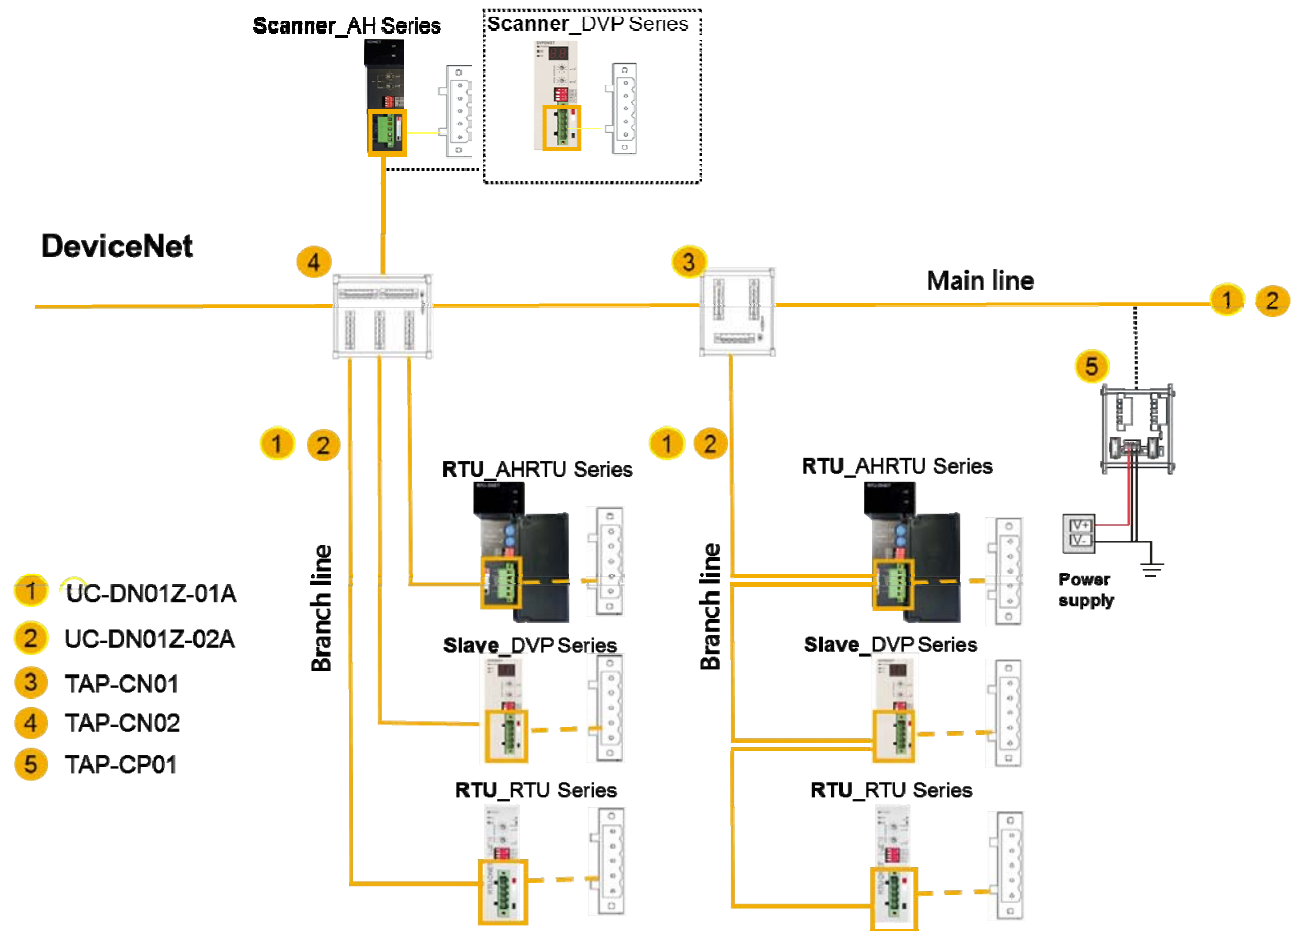 Scanner_AH Series
Scanner_DVP Series
DeviceNet
4
3
Main line
1 2
5
1 2
1 2
RTU_AHRTU Series
RTU_AHRTU Series
V+
V-
Power
supply
Branch line
Branch line
1 UC-DN01Z-01A
2 UC-DN01Z-02A
3 TAP-CN01
4 TAP-CN02
5 TAP-CP01
Slave_DVP Series
Slave_DVP Series
RTU_RTU Series
RTU_RTU Series